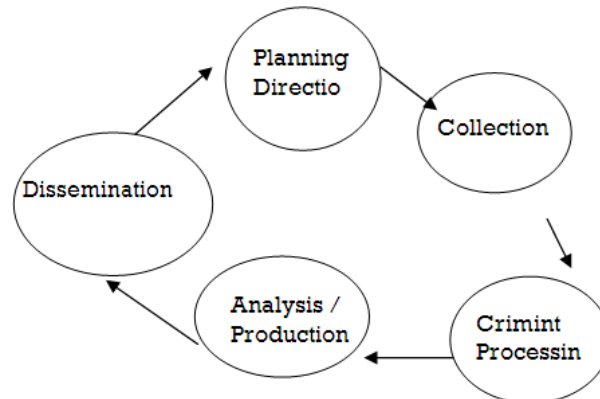 Planning
Directio
Collection
Crimint
Processin
Analysis /
Production
Dissemination